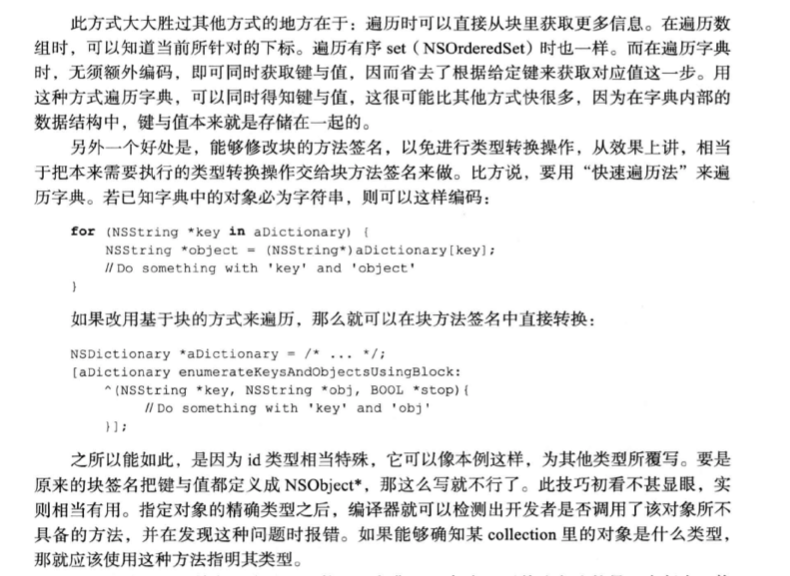 此方式大大胜过其他方式的地方在于：遍历时可以直接从块里获取更多信息。在遍历数
组时，可以知道当前所针对的下标。遍历有序 set（NSOrderedSet）时也一样。而在遍历字典
时，无须额外编码，即可同时获取键与值，因而省去了根据给定键来获取对应值这一步。用
这种方式遍历字典，可以同时得知键与值，这很可能比其他方式快很多，因为在字典内部的
数据结构中，键与值本来就是存储在一起的。
另外一个好处是，能够修改块的方法签名，以免进行类型转换操作，从效果上讲，相当
于把本来需要执行的类型转换操作交给块方法签名来做。比方说，要用“快速遍历法”来遍
历字典。若已知字典中的对象必为字符串，则可以这样编码：
for (NSString *key in aDictionary) {
NSString *object = (NSString*)aDictionary[key];
//Do something with 'key' and 'object'
}
如果改用基于块的方式来遍历，那么就可以在块方法签名中直接转换：
NSDictionary *aDictionary = /* ... */;
[aDictionary enumerateKeysAndObjectsUsingBlock:
^(NSString *key, NSString *obj, BOOL *stop){
//Do something with 'key' and 'obj'
}];
之所以能如此，是因为 id 类型相当特殊，它可以像本例这样，为其他类型所覆写。要是
原来的块签名把键与值都定义成 NSObject*，那这么写就不行了。此技巧初看不甚显眼，实
则相当有用。指定对象的精确类型之后，编译器就可以检测出开发者是否调用了该对象所不
具备的方法，并在发现这种问题时报错。如果能够确知某 collection 里的对象是什么类型，
那就应该使用这种方法指明其类型。